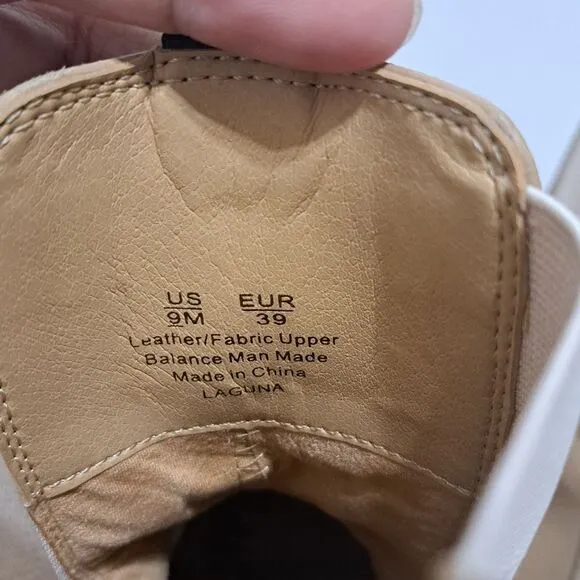 US EUR
9M 39
Leather/Fabric Upper
Balance Man Made
Made in China
LAGUNA